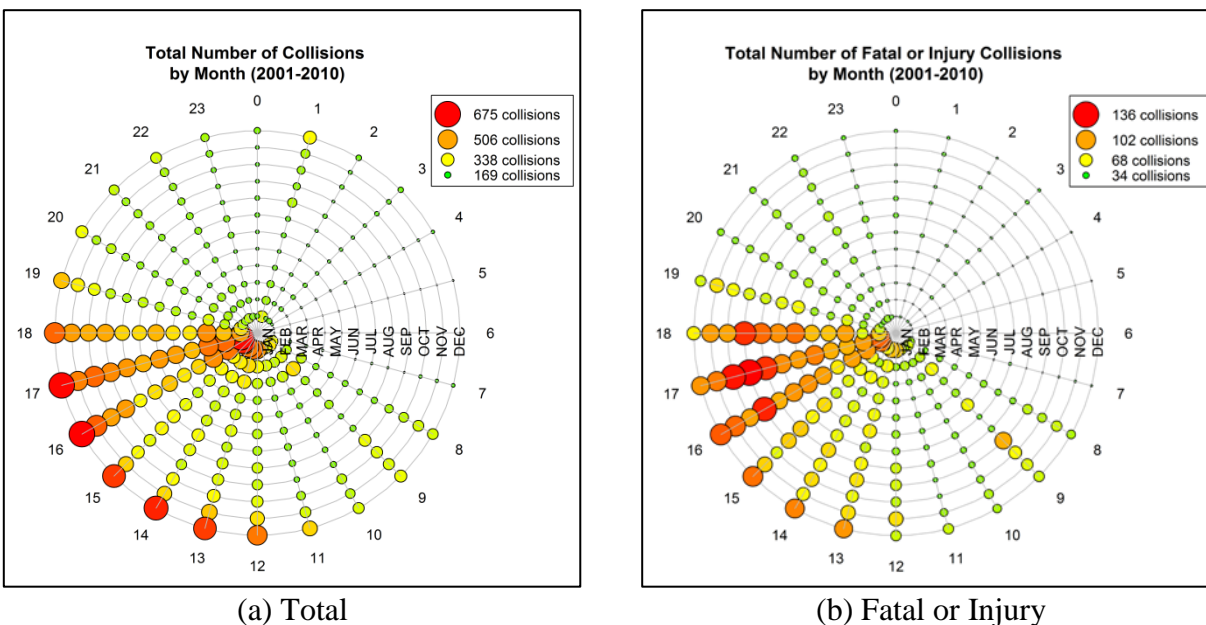 Total Number of Collisions
by Month (2001-2010)
675 collisions
506 collisions
338 collisions
169 collisions
0
1
2
3
4
5
6
7
8
9
10
11
12
13
14
15
16
17
18
19
20
21
22
23
JAN
FEB
MAR
APR
MAY
JUN
JUL
AUG
SEP
OCT
NOV
DEC
(a) Total
Total Number of Fatal or Injury Collisions
by Month (2001-2010)
136 collisions
102 collisions
68 collisions
34 collisions
0
1
2
3
4
5
6
7
8
9
10
11
12
13
14
15
16
17
18
19
20
21
22
23
JAN
FEB
MAR
APR
MAY
JUN
JUL
AUG
SEP
OCT
NOV
DEC
(b) Fatal or Injury